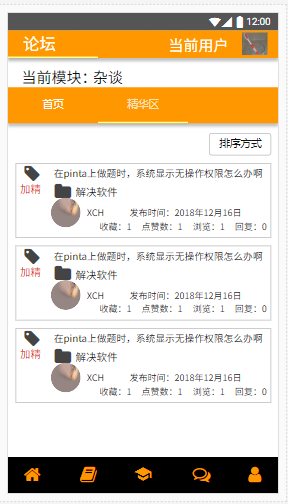 12:00
论坛 当前用户
当前模块: 杂谈
首页 精华区
排序方式
在pinta上做题时，系统显示无操作权限怎么办啊
加精 解决软件
XCH 发布时间：2018年12月16日
收藏：1 点赞数：1 浏览：1 回复：0
在pinta上做题时，系统显示无操作权限怎么办啊
加精 解决软件
XCH 发布时间：2018年12月16日
收藏：1 点赞数：1 浏览：1 回复：0
在pinta上做题时，系统显示无操作权限怎么办啊
加精 解决软件
XCH 发布时间：2018年12月16日
收藏：1 点赞数：1 浏览：1 回复：0